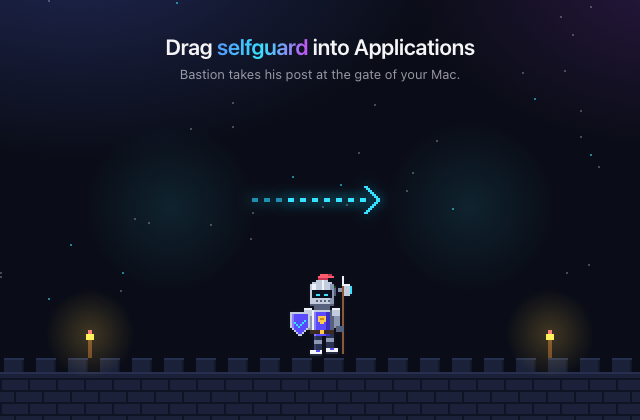 Drag selfguard into Applications
Bastion takes his post at the gate of your Mac.